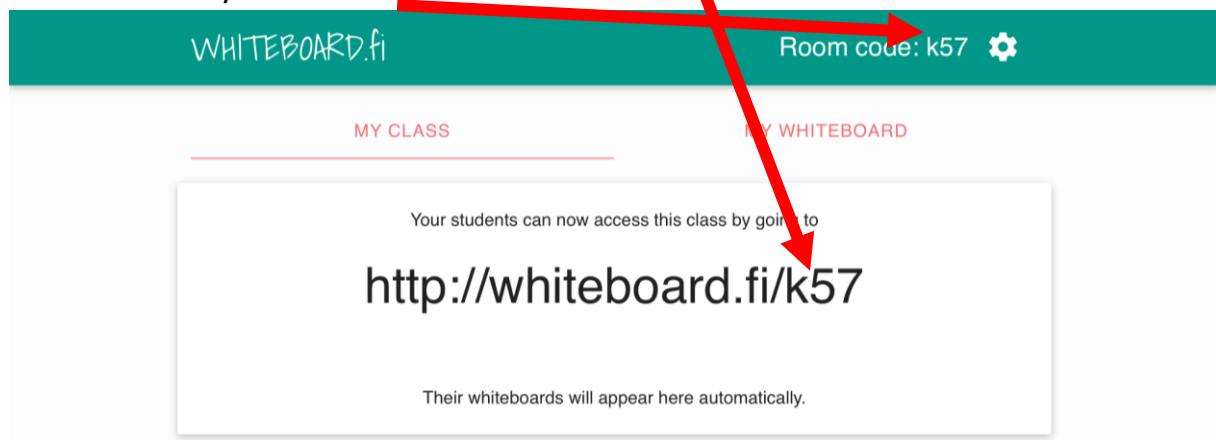 WHITEBOARD.fi
Room code: k57
MY CLASS
MY WHITEBOARD
Your students can now access this class by going to
http://whiteboard.fi/k57
Their whiteboards will appear here automatically.